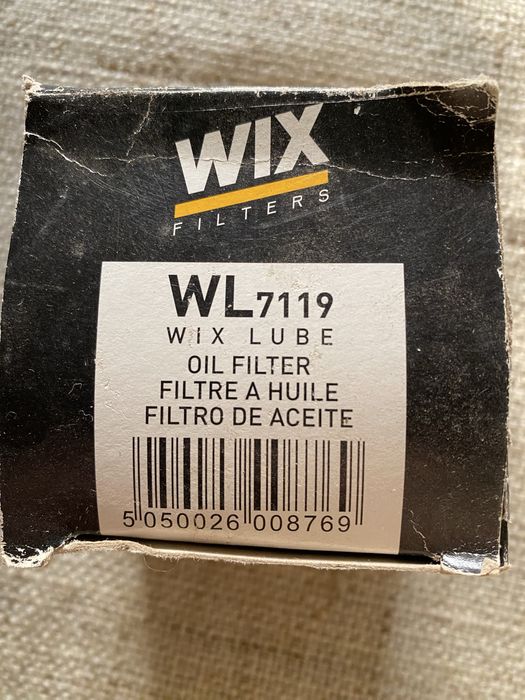 WIX
FILTERS
WL7119
WIX LUBE
OIL FILTER
FILTRE A HUILE
FILTRO DE ACEITE
5 050026 008769